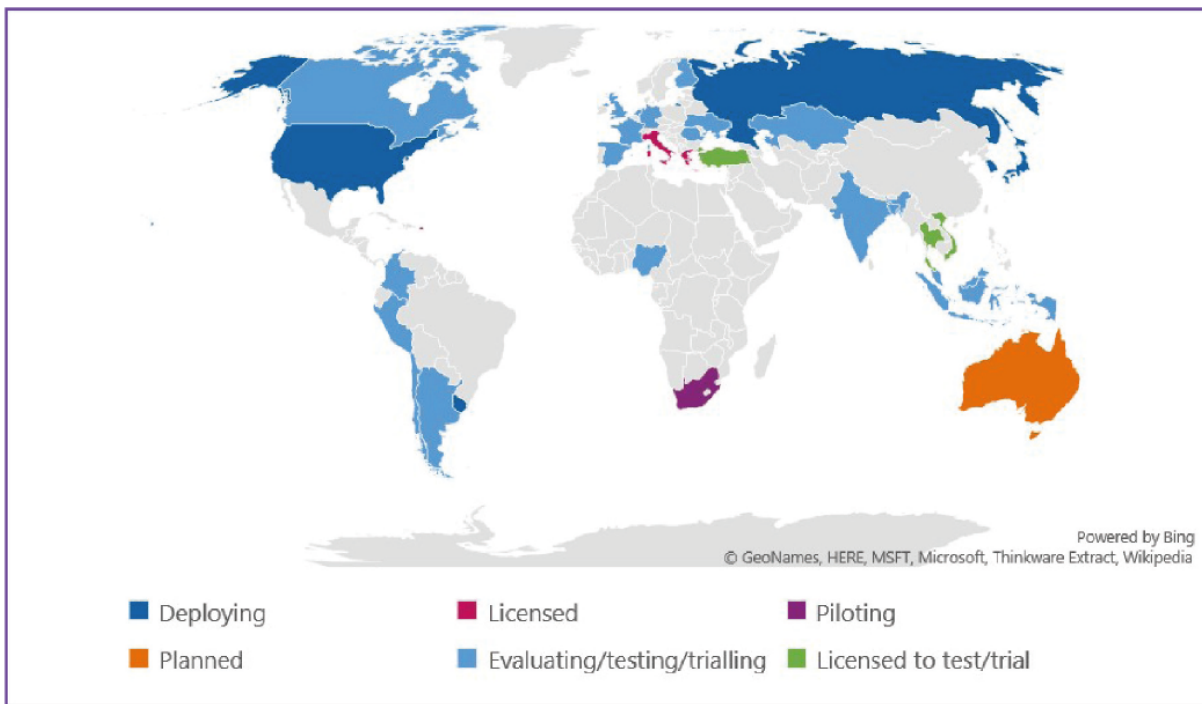 Powered by Bing
© GeoNames, HERE, MSFT, Microsoft, Thinkware Extract, Wikipedia
Deploying
Licensed
Piloting
Planned
Evaluating/testing/trialling
Licensed to test/trial